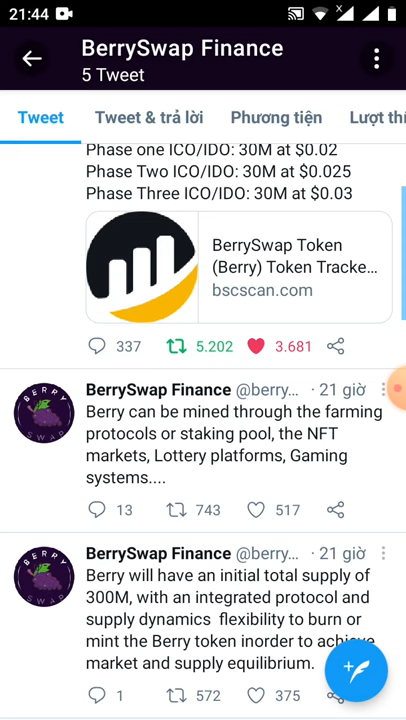 21:44
BerrySwap Finance
5 Tweet
Tweet
Tweet & trả lời
Phương tiện
Lượt thí
Phase one ICO/IDO: 30M at $0.02
Phase Two ICO/IDO: 30M at $0.025
Phase Three ICO/IDO: 30M at $0.03
BerrySwap Token
(Berry) Token Tracke...
bscscan.com
337 5.202 3.681
BERRY
SWAP
BerrySwap Finance @berry... · 21 giờ
Berry can be mined through the farming
protocols or staking pool, the NFT
markets, Lottery platforms, Gaming
systems....
13 743 517
BERRY
SWAP
BerrySwap Finance @berry... · 21 giờ
Berry will have an initial total supply of
300M, with an integrated protocol and
supply dynamics flexibility to burn or
mint the Berry token inorder to achieve
market and supply equilibrium.
1 572 375